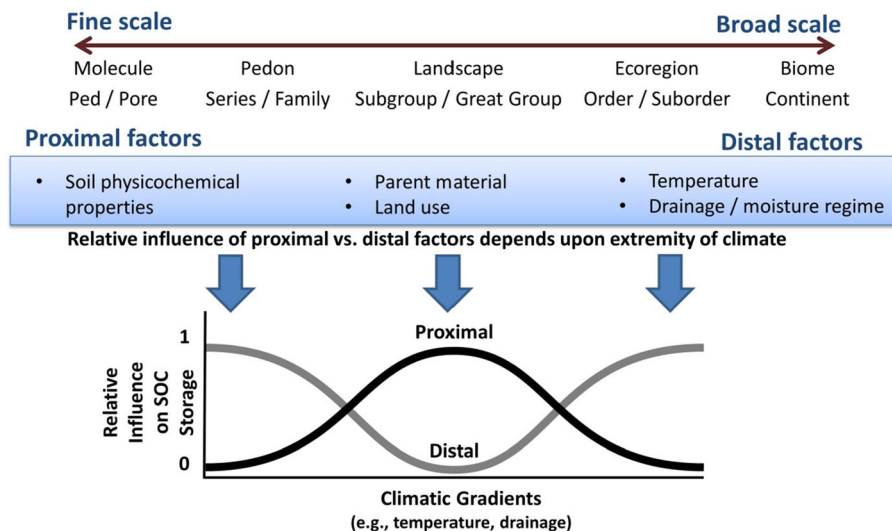 Fine scale Broad scale
Molecule Pedon Landscape Ecoregion Biome
Ped / Pore Series / Family Subgroup / Great Group Order / Suborder Continent
Proximal factors Distal factors
• Soil physicochemical • Parent material • Temperature
properties • Land use • Drainage / moisture regime
Relative influence of proximal vs. distal factors depends upon extremity of climate
1 Proximal
Relative
Influence
on SOC
Storage
0 Distal
Climatic Gradients
(e.g., temperature, drainage)